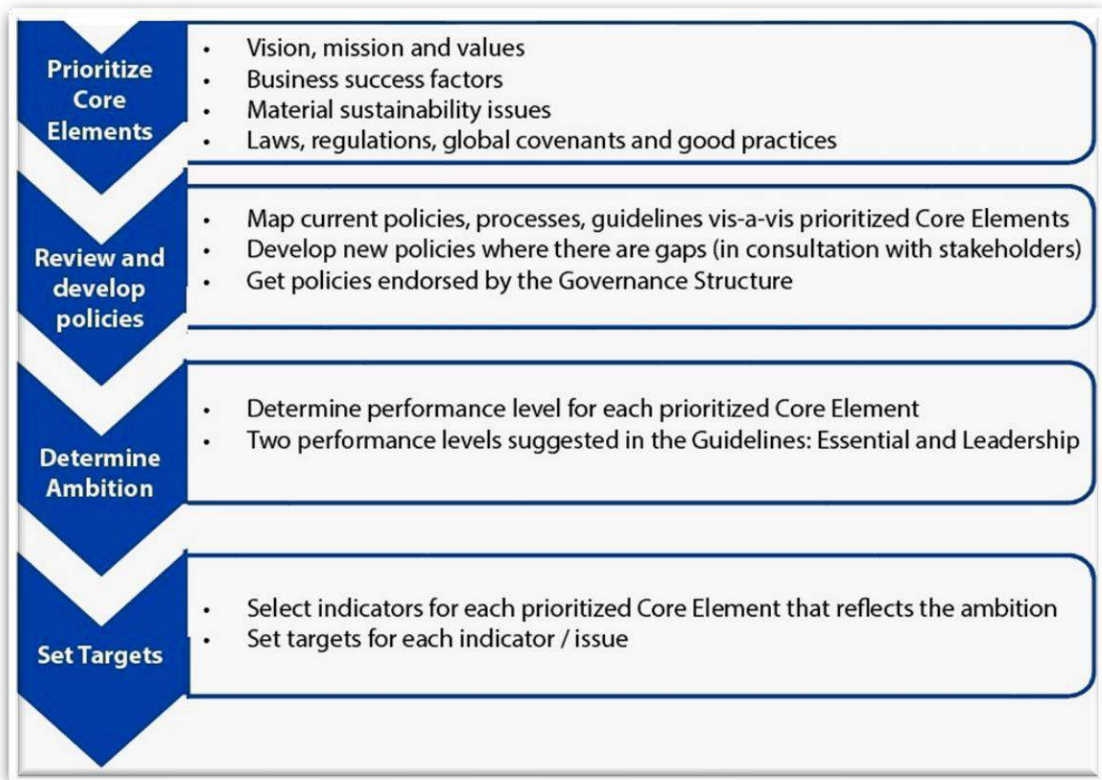 Prioritize
Core
Elements
• Vision, mission and values
• Business success factors
• Material sustainability issues
• Laws, regulations, global covenants and good practices
Review and
develop
policies
• Map current policies, processes, guidelines vis-a-vis prioritized Core Elements
• Develop new policies where there are gaps (in consultation with stakeholders)
• Get policies endorsed by the Governance Structure
Determine
Ambition
• Determine performance level for each prioritized Core Element
• Two performance levels suggested in the Guidelines: Essential and Leadership
Set Targets
• Select indicators for each prioritized Core Element that reflects the ambition
• Set targets for each indicator / issue